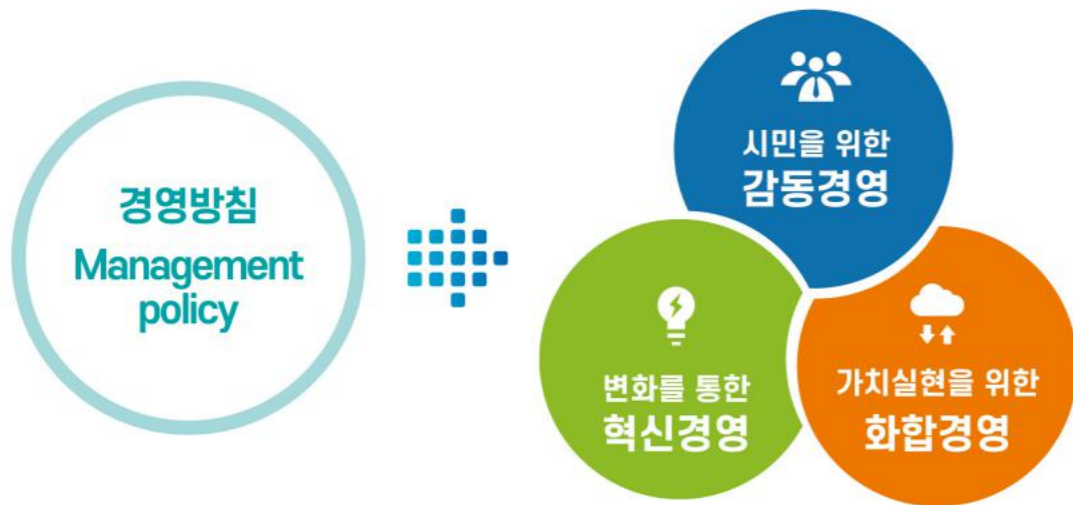 경영방침
Management
policy
시민을 위한
감동경영
변화를 통한
혁신경영
가치실현을 위한
화합경영